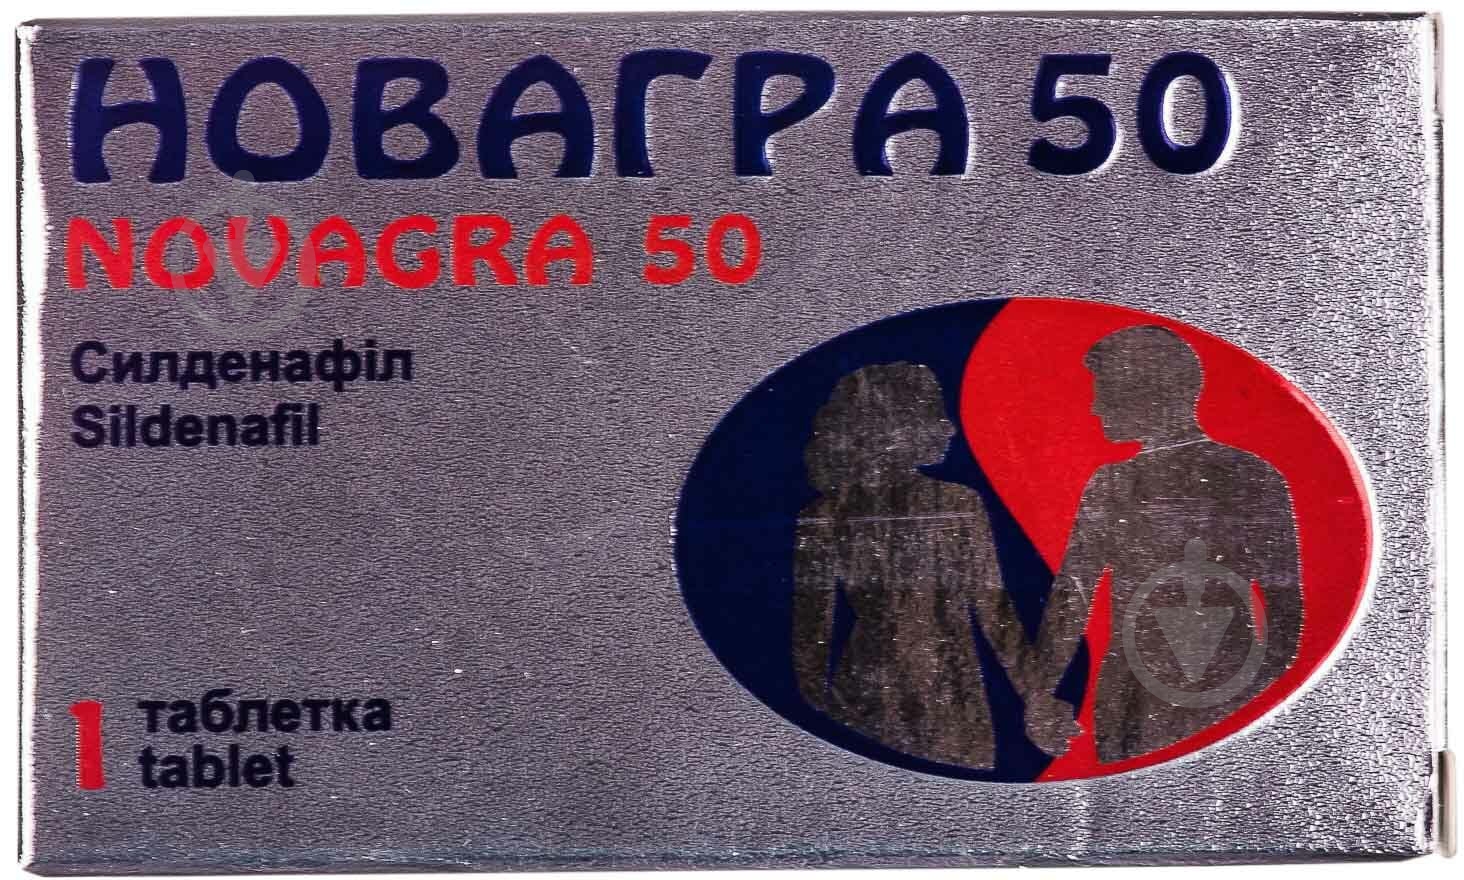 НОВАГРА 50
NOVAGRA 50
Силденафіл
Sildenafil
1 таблетка
tablet